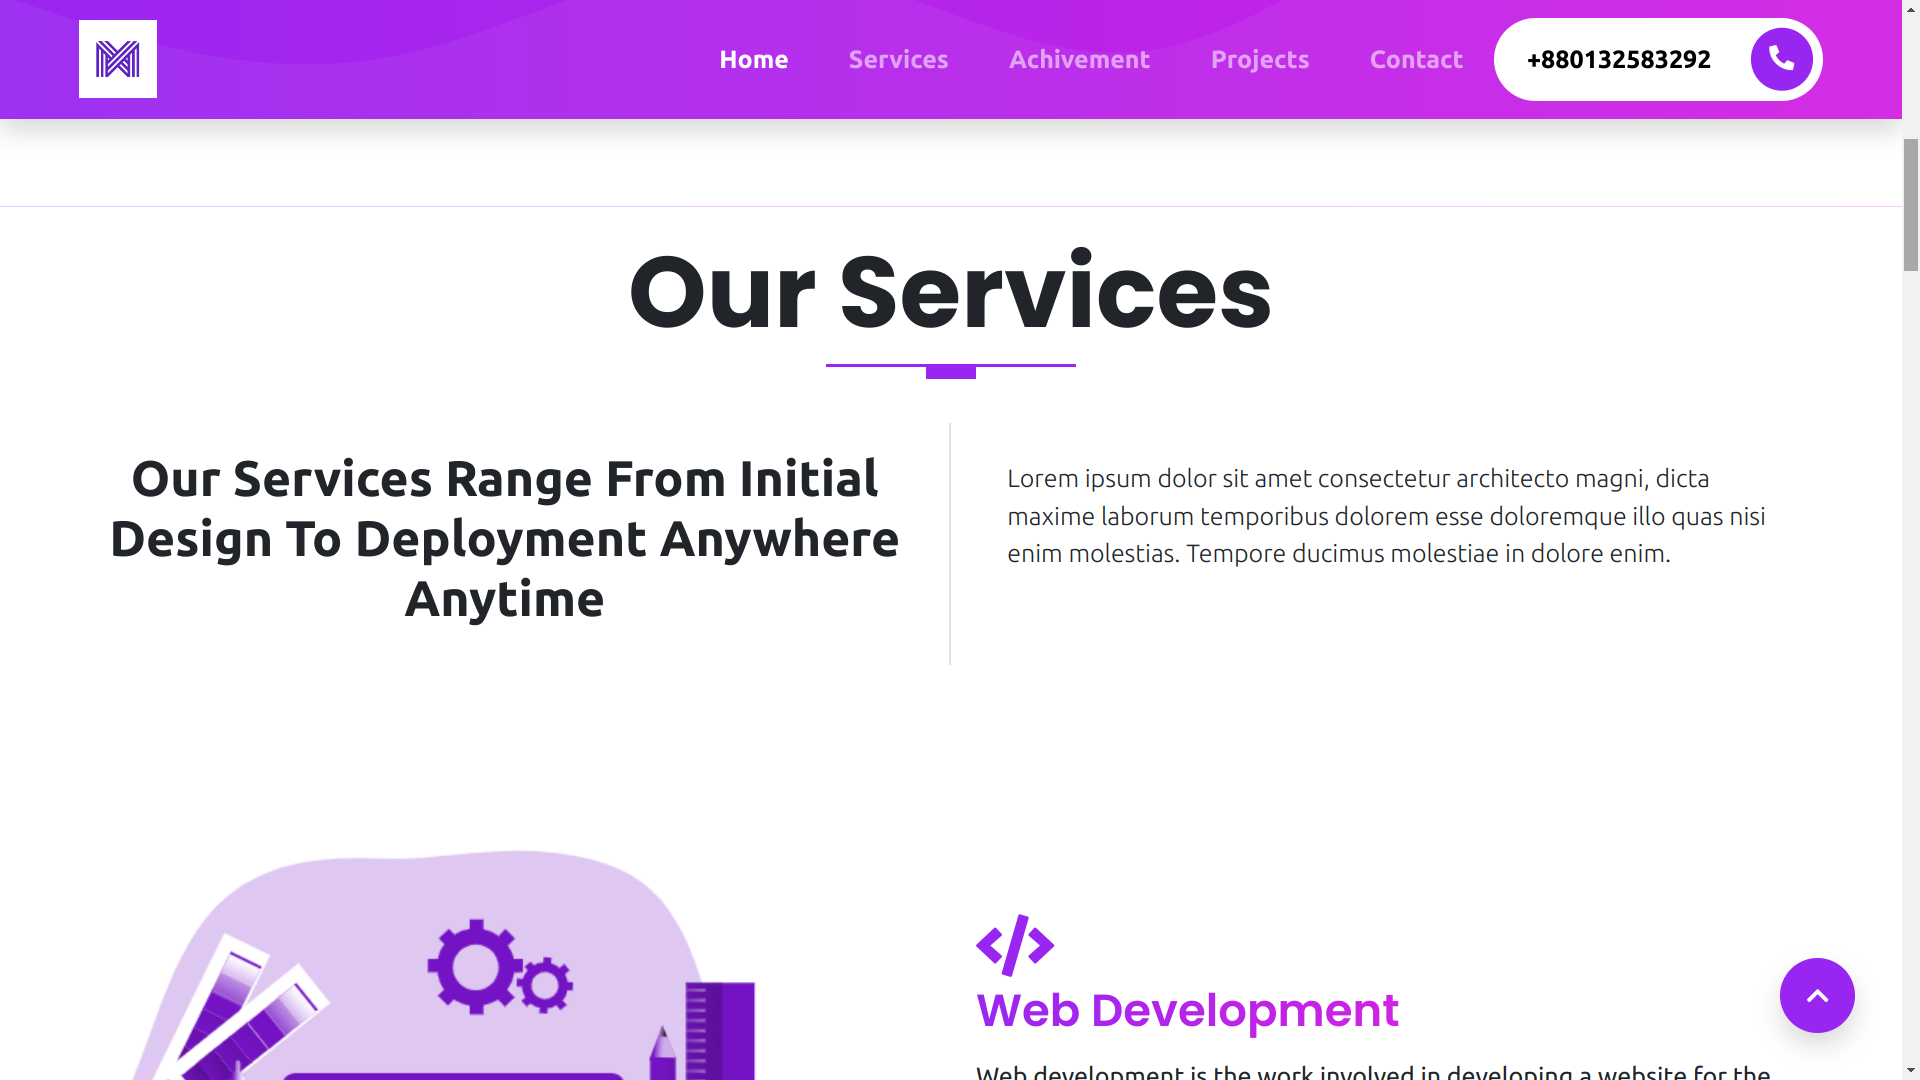 Home Services Achivement Projects Contact +880132583292
Our Services
Our Services Range From Initial
Design To Deployment Anywhere
Anytime
Lorem ipsum dolor sit amet consectetur architecto magni, dicta
maxime laborum temporibus dolorem esse doloremque illo quas nisi
enim molestias. Tempore ducimus molestiae in dolore enim.
Web Development
Web development is the work involved in developing a website for the